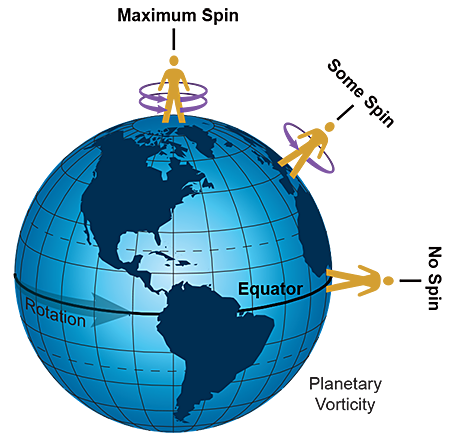 Maximum Spin
Some Spin
No Spin
Equator
Rotation
Planetary
Vorticity